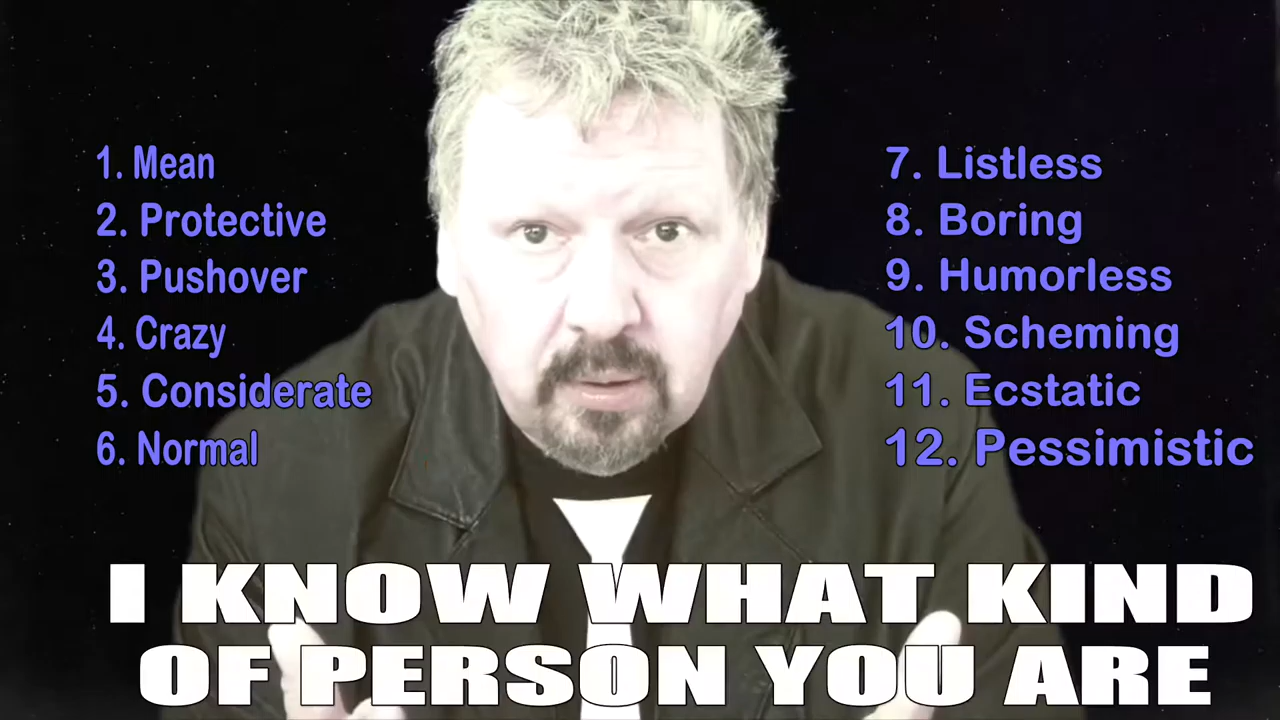 1. Mean
2. Protective
3. Pushover
4. Crazy
5. Considerate
6. Normal
7. Listless
8. Boring
9. Humorless
10. Scheming
11. Ecstatic
12. Pessimistic
I KNOW WHAT KIND
OF PERSON YOU ARE